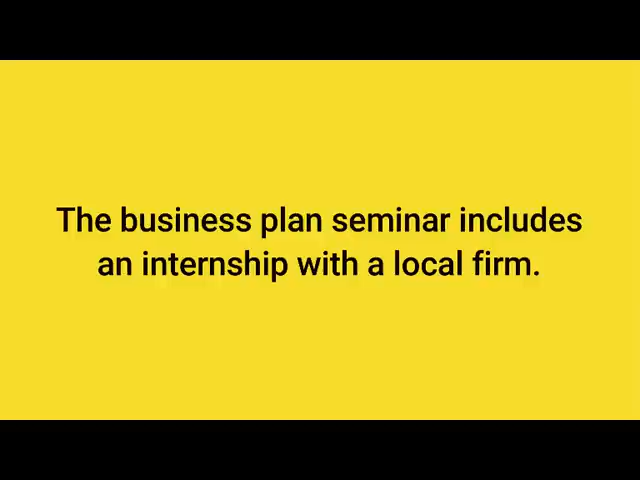 The business plan seminar includes
an internship with a local firm.